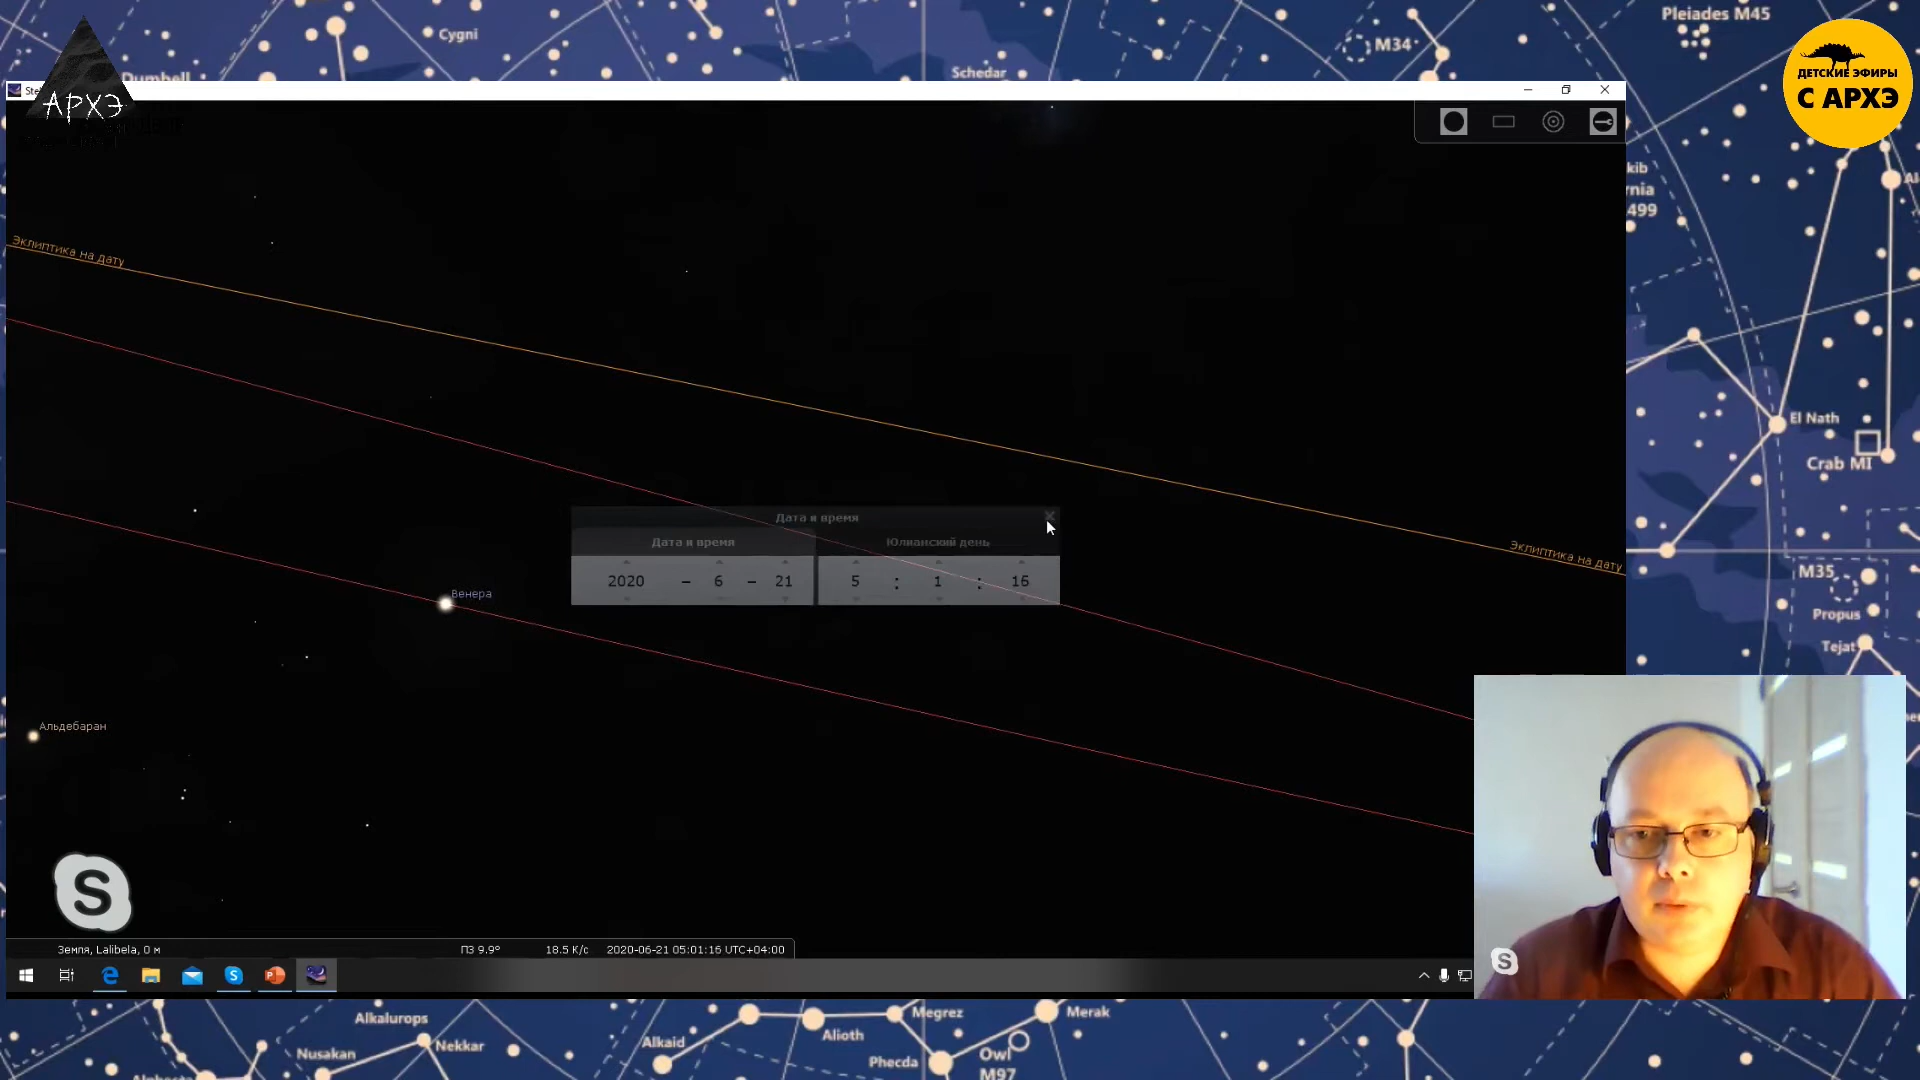 Cygni
Dumbell
Schedar
M34
Pleiades M45
АРХЭ
ДЕТСКИЕ ЭФИРЫ
С АРХЭ
Эклиптика на дату
Дата и время
Дата и время
Юлианский день
2020 - 6 - 21 5 : 1 : 16
Эклиптика на дату
Венера
Альдебаран
Земля, Lalibela, 0 м
ПЗ 9.9°
18.5 К/с
2020-06-21 05:01:16 UTC+04:00
El Nath
Crab MI
M35
Propus
Tejat
Alkalurops
Nusakan
Nekkar
Alkaid
Alioth
Megrez
Phecda
Merak
Owl
M97